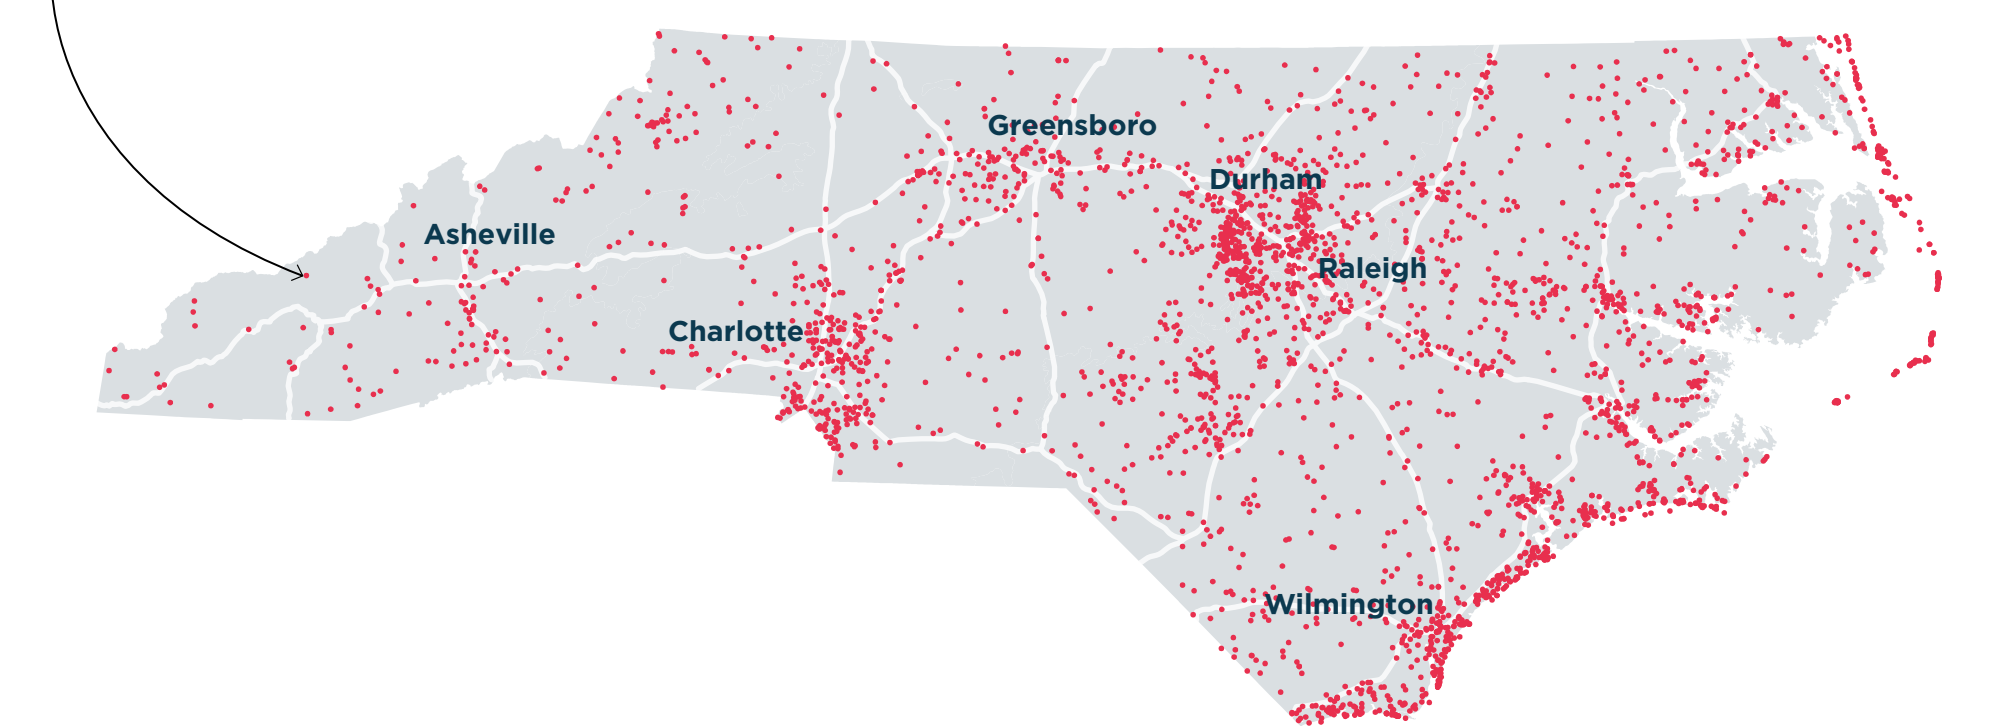 Greensboro
Durham
Asheville
Raleigh
Charlotte
Wilmington